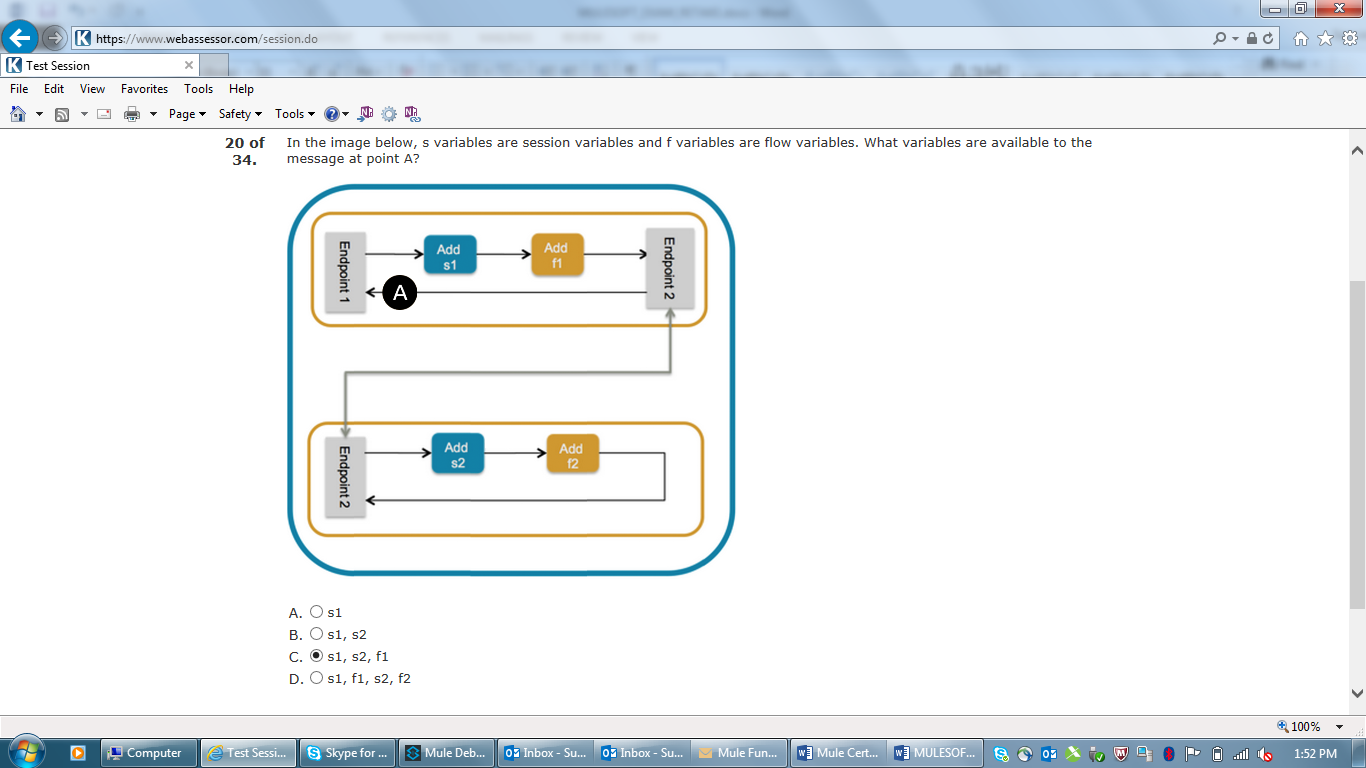 https://www.webassessor.com/session.do
Test Session
File Edit View Favorites Tools Help
Page Safety Tools
20 of 34.
In the image below, s variables are session variables and f variables are flow variables. What variables are available to the
message at point A?
Endpoint 1
Add s1
Add f1
Endpoint 2
A
Endpoint 2
Add s2
Add f2
A. s1
B. s1, s2
C. s1, s2, f1
D. s1, f1, s2, f2
100%
Computer
Test Sessi...
Skype for ...
Mule Deb...
Inbox - Su...
Inbox - Su...
Mule Fun...
Mule Cert...
MULESOF...
1:52 PM